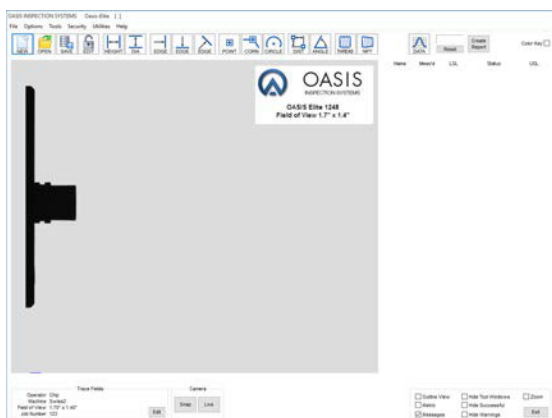 OASIS INSPECTION SYSTEMS Oasis Elite [ ]
File Options Tools Security Utilities Help
NEW OPEN SAVE EDIT HEIGHT DIA. EDGE EDGE EDGE POINT CORN CIRCLE DIST ANGLE THREAD NPT DATA Reset Create Report Color Key
Name Meas'd LSL Status USL
OASIS
INSPECTION SYSTEMS
OASIS Elite 1248
Field of View 1.7" x 1.4"
Trace Fields
Operator Chip
Machine Swiss2
Field of View 1.70" x 1.40"
Job Number 123
Edit
Camera
Snap Live
Outline View Hide Tool Windows Zoom
Retro Hide Successful
Messages Hide Warnings Exit